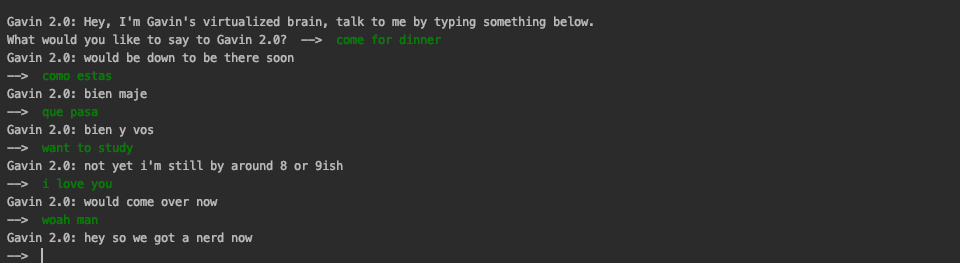 Gavin 2.0: Hey, I'm Gavin's virtualized brain, talk to me by typing something below.
What would you like to say to Gavin 2.0?  -->  come for dinner
Gavin 2.0: would be down to be there soon
-->  como estas
Gavin 2.0: bien maje
-->  que pasa
Gavin 2.0: bien y vos
-->  want to study
Gavin 2.0: not yet i'm still by around 8 or 9ish
-->  i love you
Gavin 2.0: would come over now
-->  woah man
Gavin 2.0: hey so we got a nerd now
-->